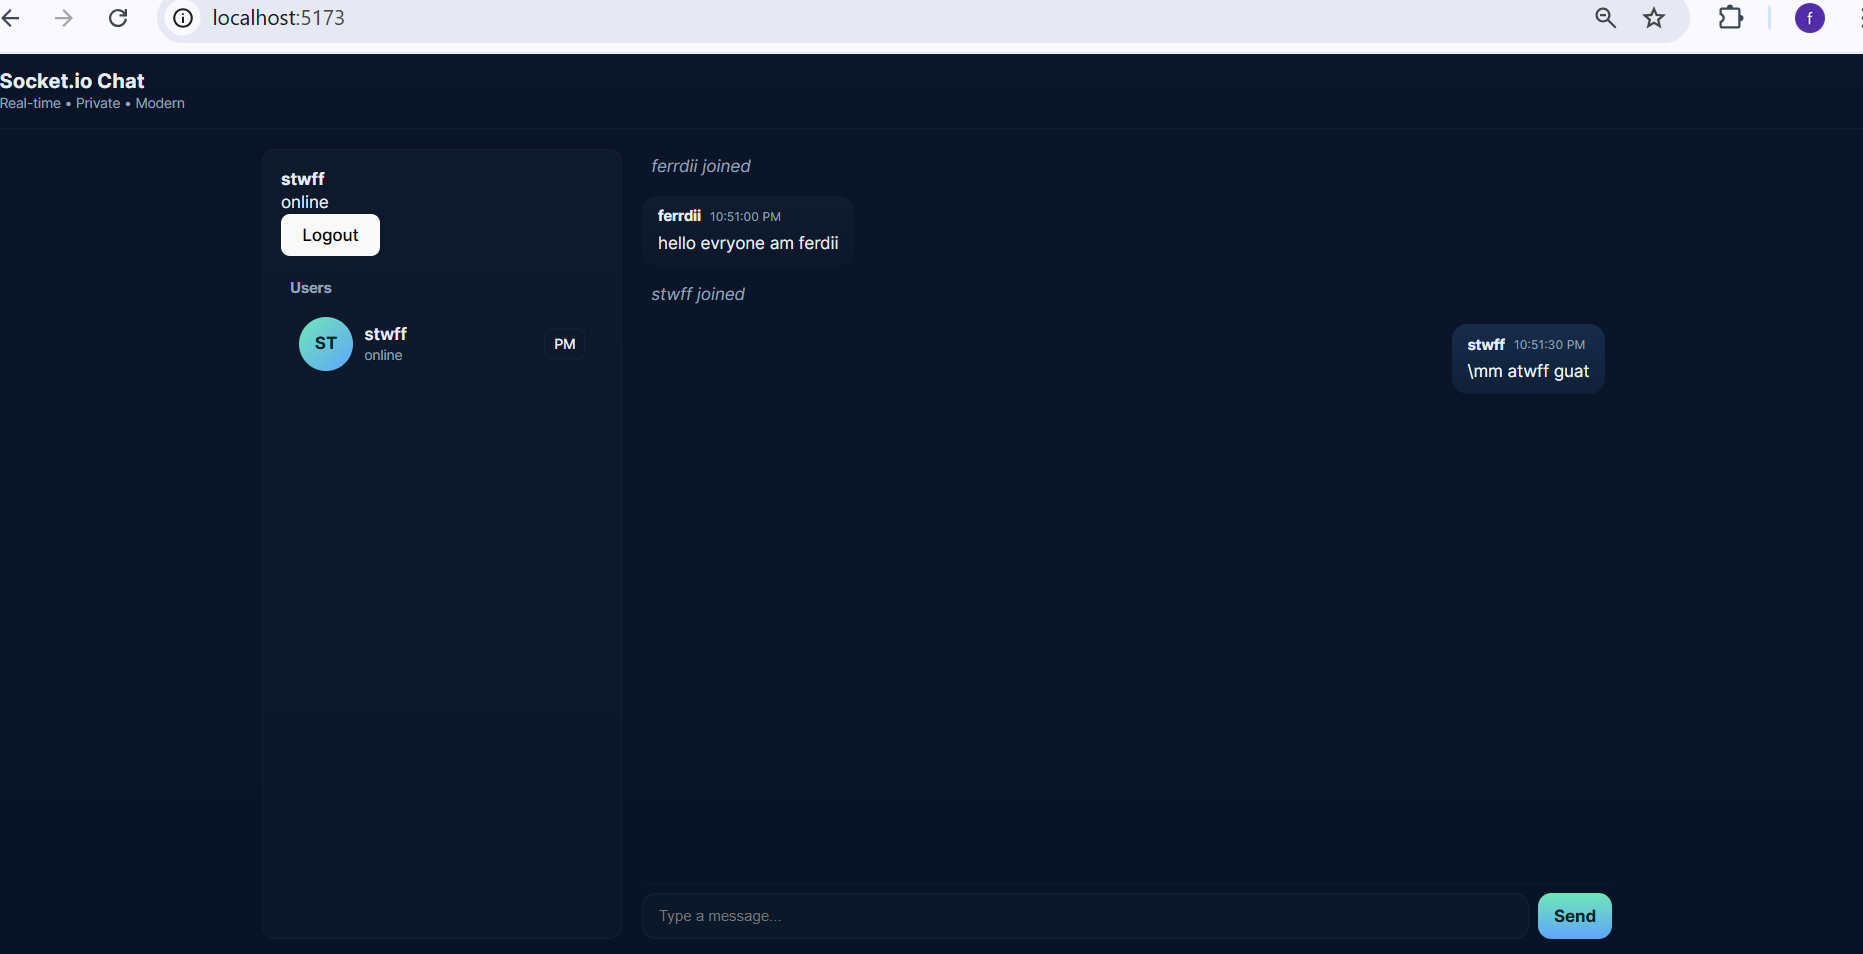 localhost:5173
f
Socket.io Chat
Real-time • Private • Modern
stwff
online
Logout
Users
ST
stwff
online
PM
ferrdii joined
ferrdii 10:51:00 PM
hello evryone am ferdii
stwff joined
stwff 10:51:30 PM
\mm atwff guat
Type a message...
Send